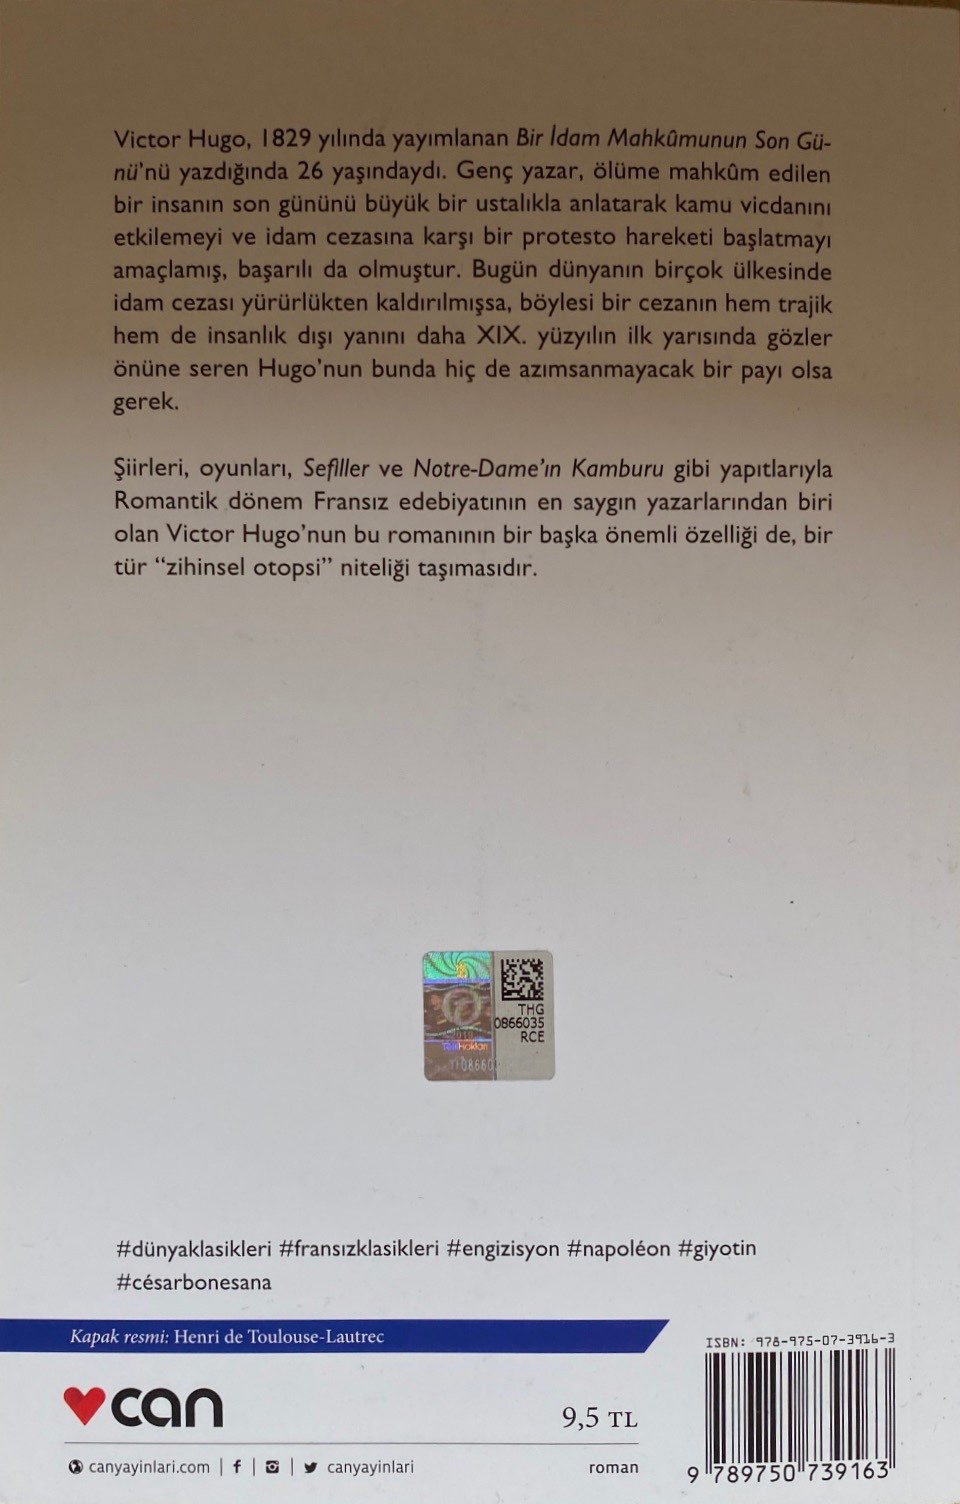 Victor Hugo, 1829 yılında yayımlanan Bir İdam Mahkûmunun Son Gü-
nü'nü yazdığında 26 yaşındaydı. Genç yazar, ölüme mahkûm edilen
bir insanın son gününü büyük bir ustalıkla anlatarak kamu vicdanını
etkilemeyi ve idam cezasına karşı bir protesto hareketi başlatmayı
amaçlamış, başarılı da olmuştur. Bugün dünyanın birçok ülkesinde
idam cezası yürürlükten kaldırılmışsa, böylesi bir cezanın hem trajik
hem de insanlık dışı yanını daha XIX. yüzyılın ilk yarısında gözler
önüne seren Hugo'nun bunda hiç de azımsanmayacak bir payı olsa
gerek.
Şiirleri, oyunları, Sefiller ve Notre-Dame'ın Kamburu gibi yapıtlarıyla
Romantik dönem Fransız edebiyatının en saygın yazarlarından biri
olan Victor Hugo'nun bu romanının bir başka önemli özelliği de, bir
tür “zihinsel otopsi” niteliği taşımasıdır.
THG
0866035
RCE
#dünyaklasikleri #fransızklasikleri #engizisyon #napoléon #giyotin
#césarbonesana
Kapak resmi: Henri de Toulouse-Lautrec
ISBN: 978-975-07-3916-3
can
9,5 TL
canyayinlari.com | f | | canyayinlari
roman
9 789750 739163